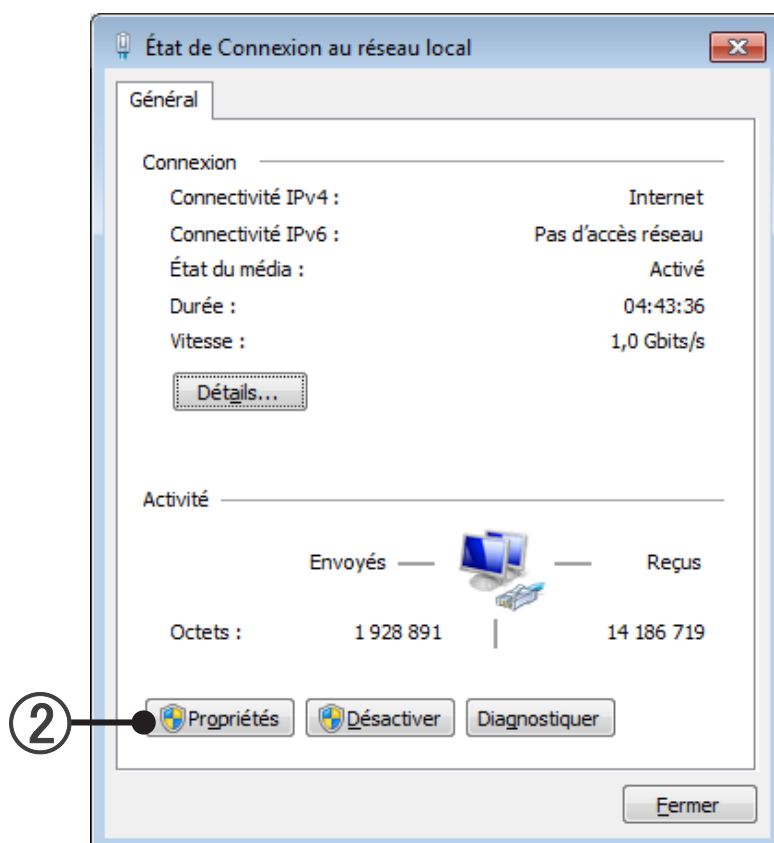 État de Connexion au réseau local
Général
Connexion
Connectivité IPv4 : Internet
Connectivité IPv6 : Pas d’accès réseau
État du média : Activé
Durée : 04:43:36
Vitesse : 1,0 Gbits/s
Détails...
Activité
Envoyés Reçus
Octets : 1 928 891 14 186 719
2 Propriétés Désactiver Diagnostiquer
Fermer